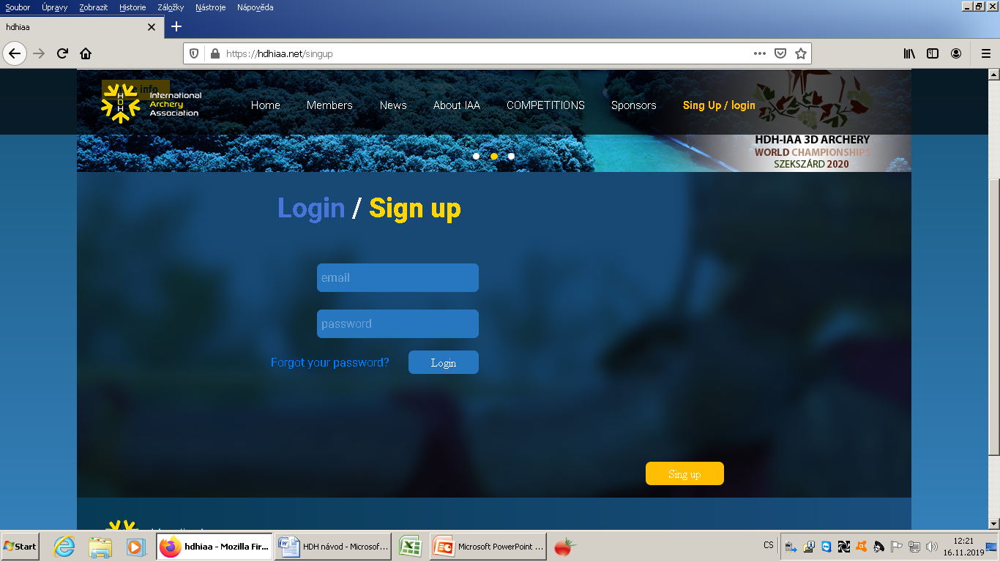 Soubor Úpravy Zobrazit Historie Záložky Nástroje Nápověda
hdhiaa
https://hdhiaa.net/singup
info
HDH
International
Archery
Association
Home Members News About IAA COMPETITIONS Sponsors Sing Up / login
HDH-IAA 3D ARCHERY
WORLD CHAMPIONSHIPS
SZEKSZÁRD 2020
Login / Sign up
email
password
Forgot your password? Login
Sing up
Start hdhiaa - Mozilla Fir... HDH návod - Microsof... Microsoft PowerPoint ... CS 12:21
16.11.2019